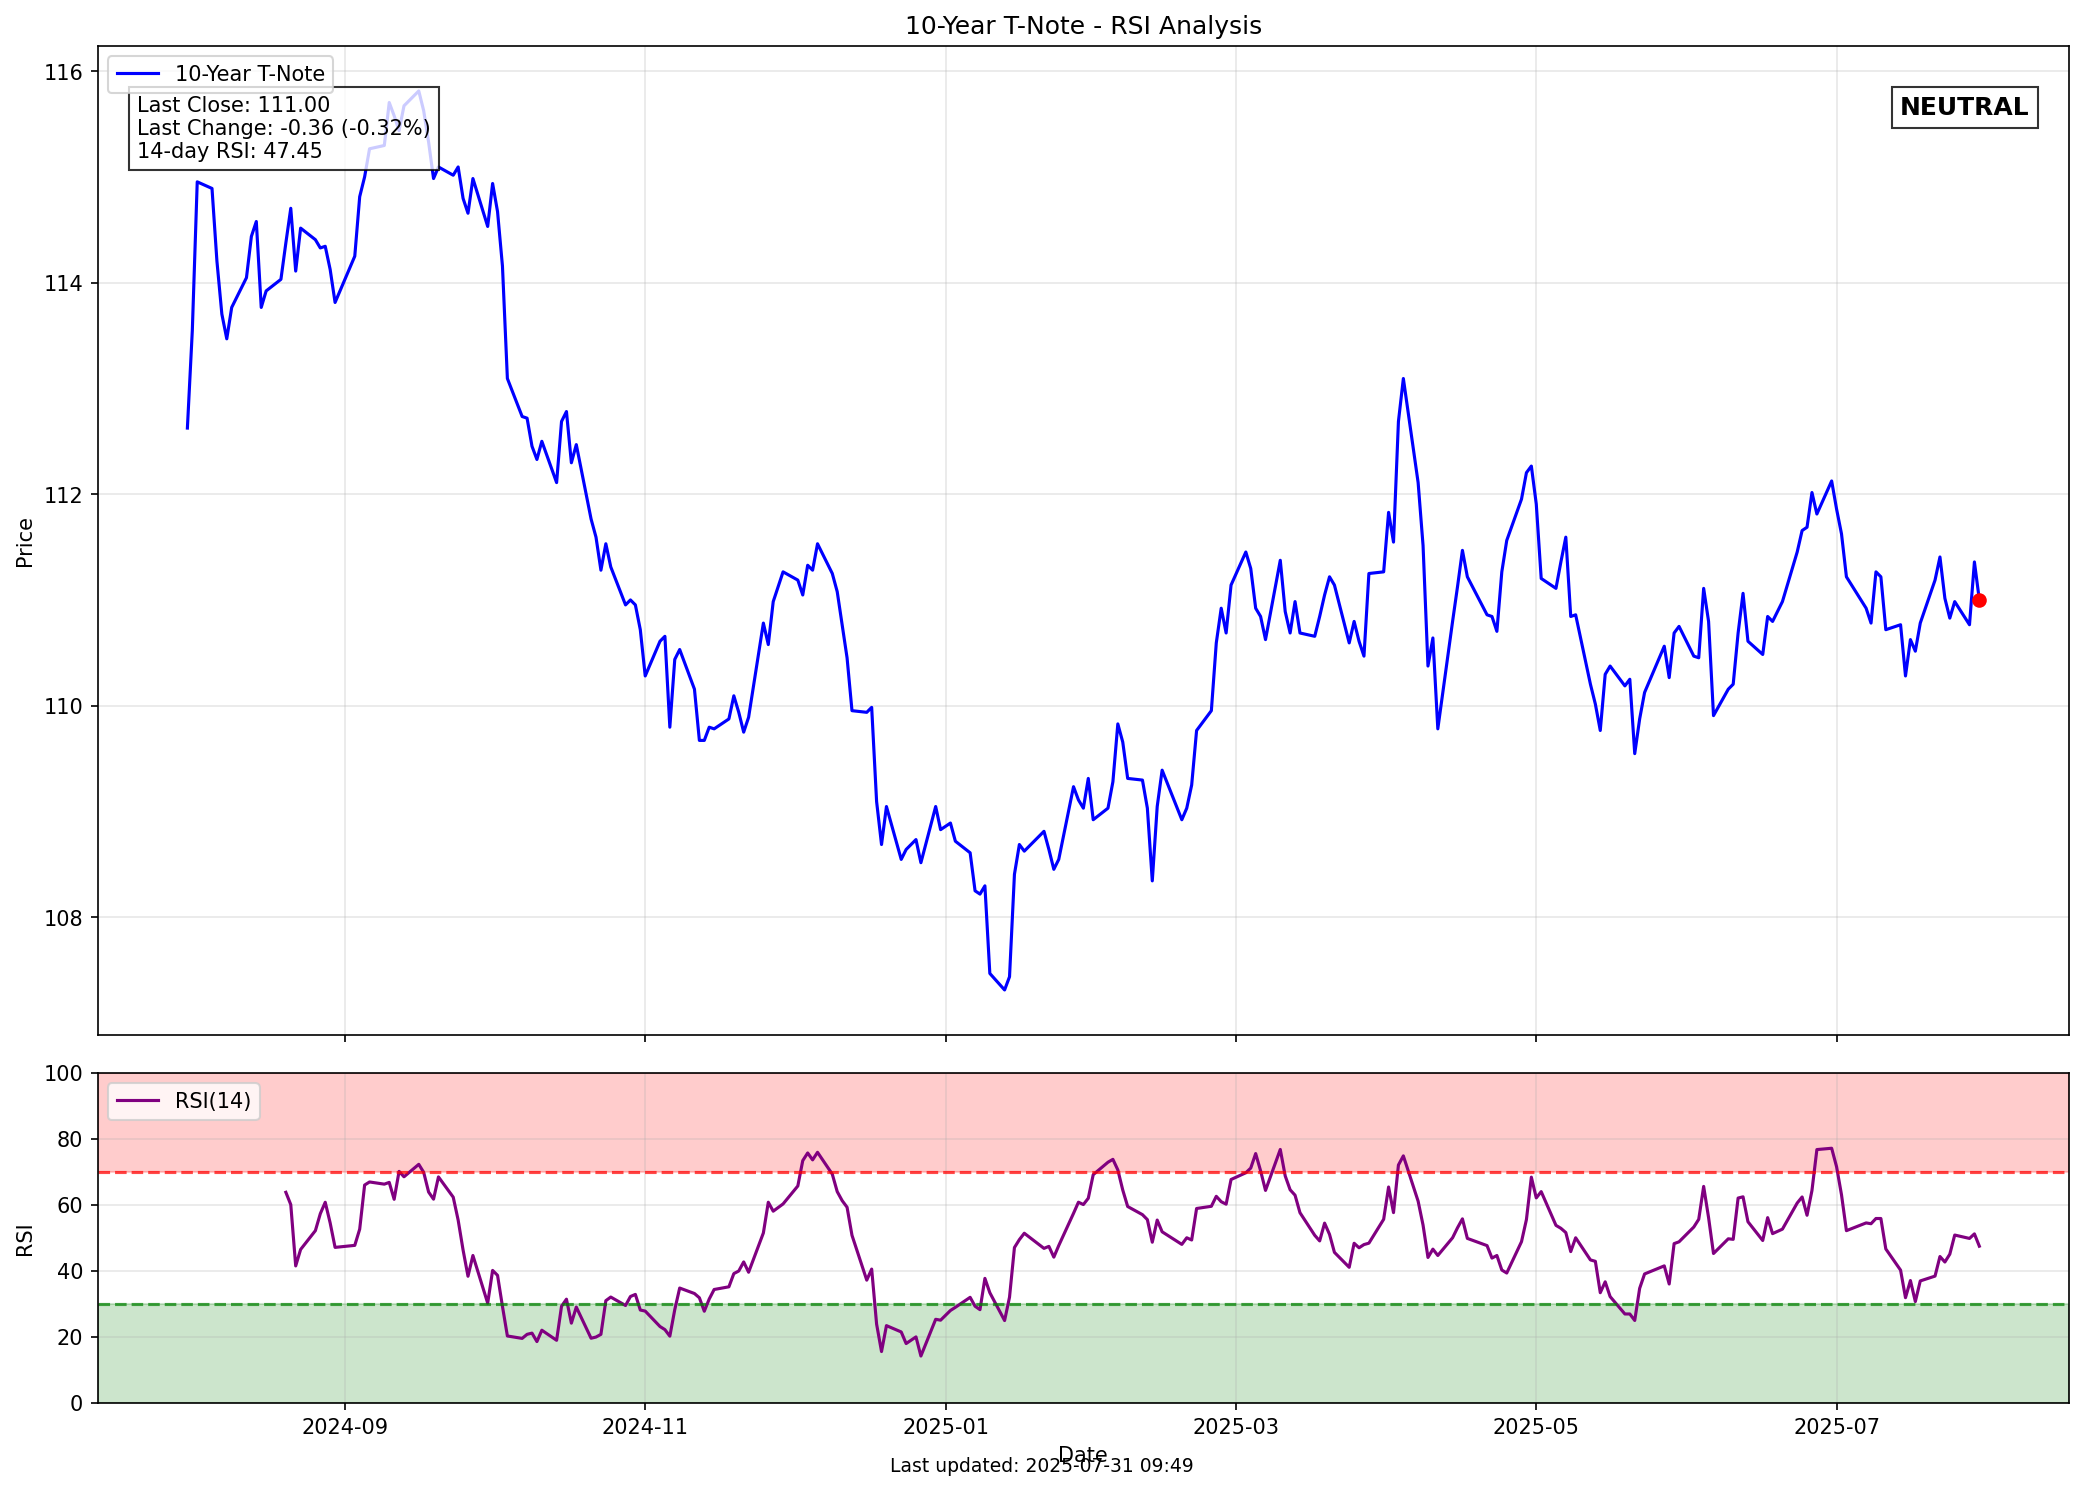 10-Year T-Note - RSI Analysis
10-Year T-Note
Last Close: 111.00
Last Change: -0.36 (-0.32%)
14-day RSI: 47.45
NEUTRAL
Price
116
114
112
110
108
RSI(14)
RSI
100
80
60
40
20
0
2024-09
2024-11
2025-01
2025-03
2025-05
2025-07
Date
Last updated: 2025-07-31 09:49